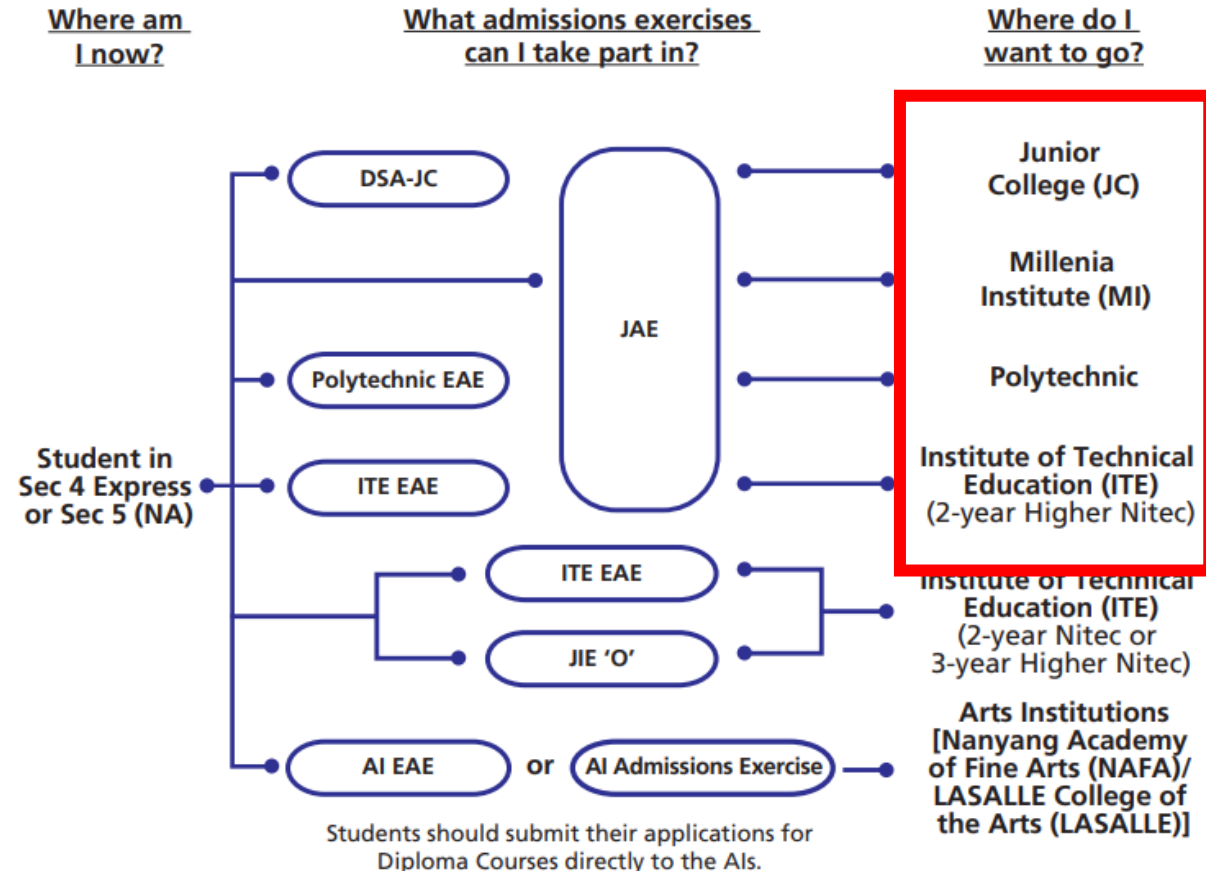 Where am
I now?
What admissions exercises
can I take part in?
Where do I
want to go?
DSA-JC
JAE
Junior
College (JC)
Millenia
Institute (MI)
Polytechnic EAE
Polytechnic
Student in
Sec 4 Express
or Sec 5 (NA)
ITE EAE
Institute of Technical
Education (ITE)
(2-year Higher Nitec)
ITE EAE
JIE ‘O’
Institute of Technical
Education (ITE)
(2-year Nitec or
3-year Higher Nitec)
AI EAE
or
AI Admissions Exercise
Arts Institutions
[Nanyang Academy
of Fine Arts (NAFA)/
LASALLE College of
the Arts (LASALLE)]
Students should submit their applications for
Diploma Courses directly to the AIs.